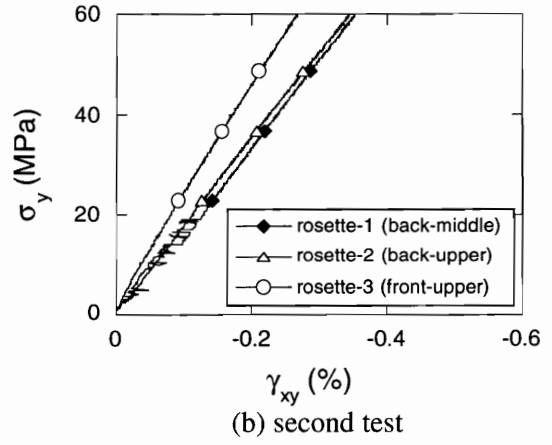 60
40
20
0
σy (MPa)
rosette-1 (back-middle)
rosette-2 (back-upper)
rosette-3 (front-upper)
0
-0.2
-0.4
-0.6
γxy (%)
(b) second test